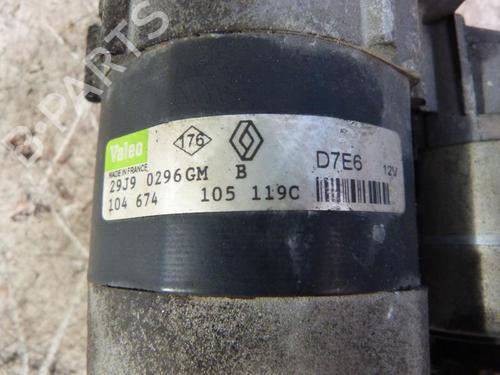 Valeo
MADE IN FRANCE
176
D7E6 12V
29J9 0296GM B
104 674 105 119C
B-PARTS